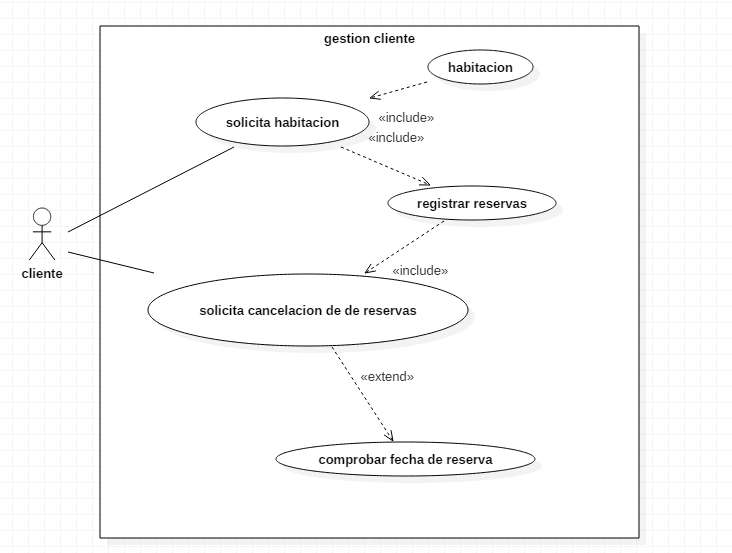 gestion cliente
habitacion
solicita habitacion
«include»
«include»
registrar reservas
cliente
«include»
solicita cancelacion de de reservas
«extend»
comprobar fecha de reserva